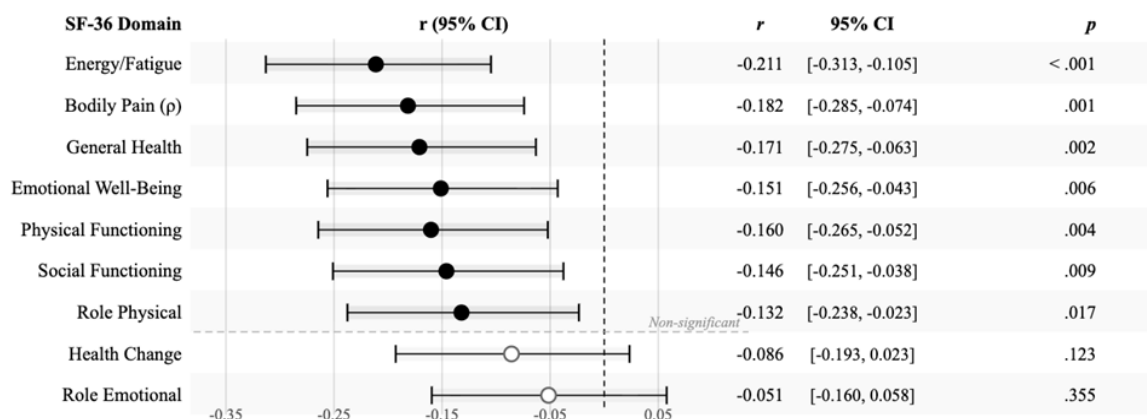 SF-36 Domain r (95% CI) r 95% CI p
Energy/Fatigue -0.211 [-0.313, -0.105] < .001
Bodily Pain (ρ) -0.182 [-0.285, -0.074] .001
General Health -0.171 [-0.275, -0.063] .002
Emotional Well-Being -0.151 [-0.256, -0.043] .006
Physical Functioning -0.160 [-0.265, -0.052] .004
Social Functioning -0.146 [-0.251, -0.038] .009
Role Physical -0.132 [-0.238, -0.023] .017
Non-significant
Health Change -0.086 [-0.193, 0.023] .123
Role Emotional -0.051 [-0.160, 0.058] .355
-0.35 -0.25 -0.15 -0.05 0.05